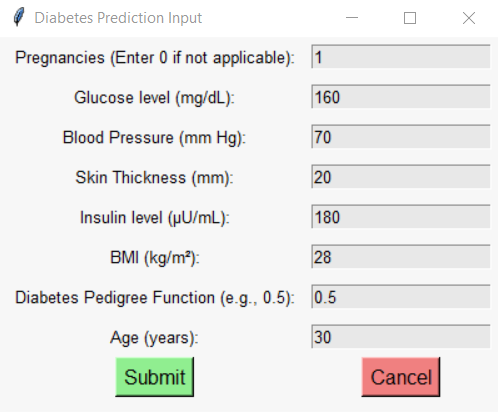 Diabetes Prediction Input
Pregnancies (Enter 0 if not applicable): 1
Glucose level (mg/dL): 160
Blood Pressure (mm Hg): 70
Skin Thickness (mm): 20
Insulin level (µU/mL): 180
BMI (kg/m²): 28
Diabetes Pedigree Function (e.g., 0.5): 0.5
Age (years): 30
Submit Cancel